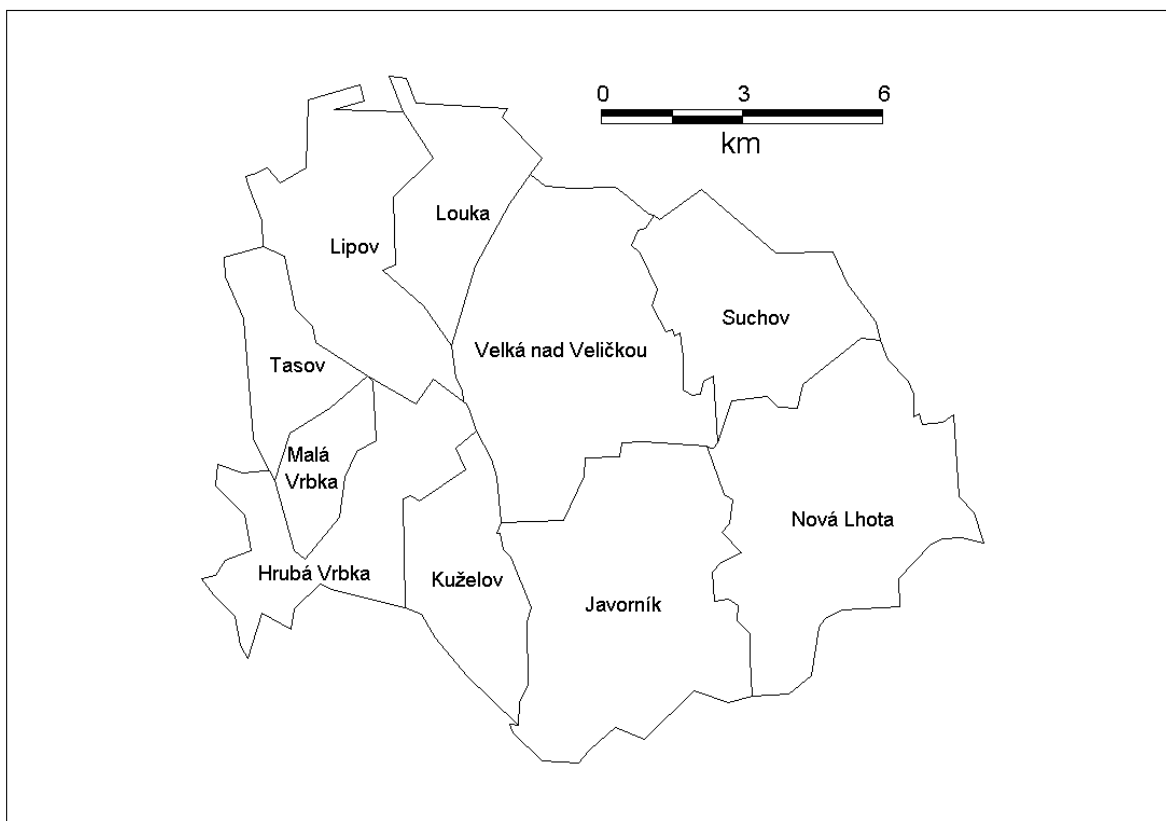 0 3 6
km
Louka
Lipov
Suchov
Velká nad Veličkou
Tasov
Malá
Vrbka
Nová Lhota
Hrubá Vrbka
Kuželov
Javorník